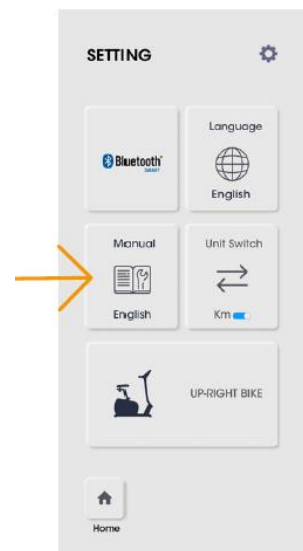 SETTING
Bluetooth
SMART
Language
English
Manual
English
Unit Switch
Km
UP-RIGHT BIKE
Home